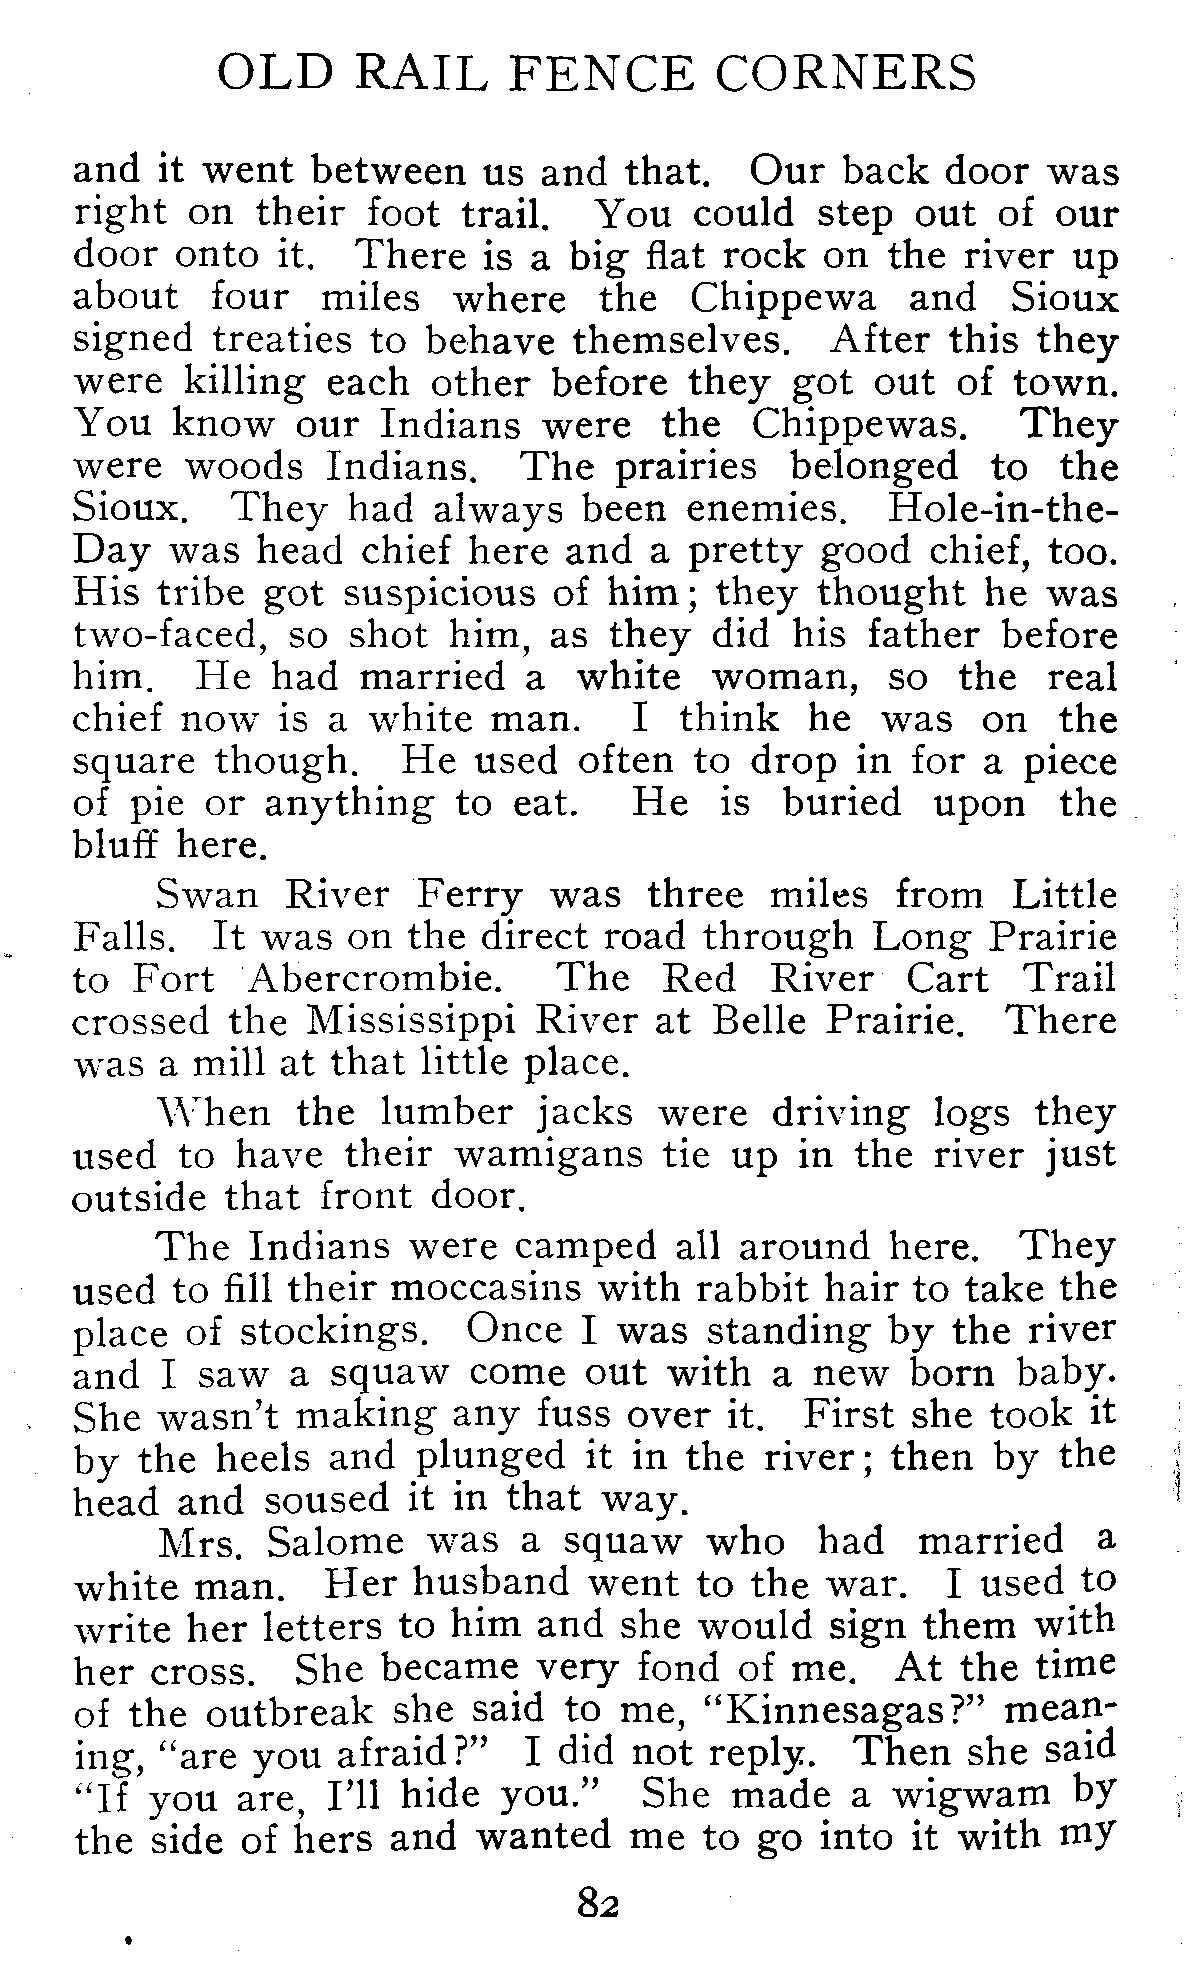 OLD RAIL FENCE CORNERS
and it went between us and that. Our back door was
right on their foot trail. You could step out of our
door onto it. There is a big flat rock on the river up
about four miles where the Chippewa and Sioux
signed treaties to behave themselves. After this they
were killing each other before they got out of town.
You know our Indians were the Chippewas. They
were woods Indians. The prairies belonged to the
Sioux. They had always been enemies. Hole-in-the-
Day was head chief here and a pretty good chief, too.
His tribe got suspicious of him; they thought he was
two-faced, so shot him, as they did his father before
him. He had married a white woman, so the real
chief now is a white man. I think he was on the
square though. He used often to drop in for a piece
of pie or anything to eat. He is buried upon the
bluff here.
Swan River Ferry was three miles from Little
Falls. It was on the direct road through Long Prairie
to Fort Abercrombie. The Red River Cart Trail
crossed the Mississippi River at Belle Prairie. There
was a mill at that little place.
When the lumber jacks were driving logs they
used to have their wamigans tie up in the river just
outside that front door.
The Indians were camped all around here. They
used to fill their moccasins with rabbit hair to take the
place of stockings. Once I was standing by the river
and I saw a squaw come out with a new born baby.
She wasn't making any fuss over it. First she took it
by the heels and plunged it in the river; then by the
head and soused it in that way.
Mrs. Salome was a squaw who had married a
white man. Her husband went to the war. I used to
write her letters to him and she would sign them with
her cross. She became very fond of me. At the time
of the outbreak she said to me, "Kinnesagas?" mean-
ing, "are you afraid?" I did not reply. Then she said
"If you are, I'll hide you." She made a wigwam by
the side of hers and wanted me to go into it with my
82